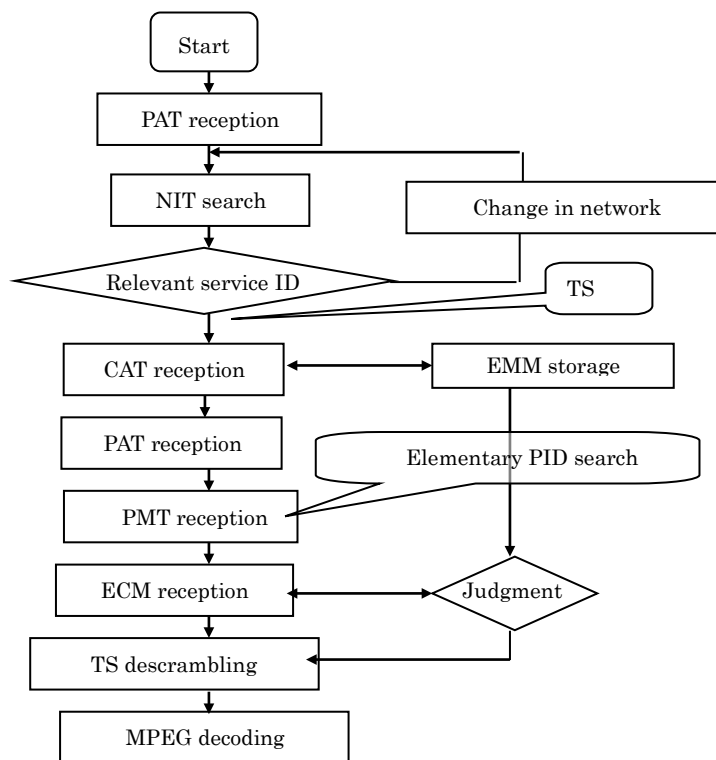 Start
PAT reception
NIT search
Change in network
Relevant service ID
TS
CAT reception
EMM storage
PAT reception
Elementary PID search
PMT reception
ECM reception
Judgment
TS descrambling
MPEG decoding